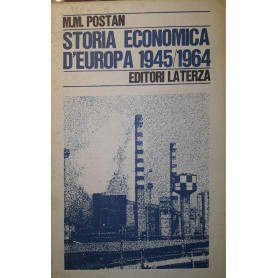 M.M. POSTAN
STORIA ECONOMICA
D'EUROPA 1945/1964
EDITORI LATERZA